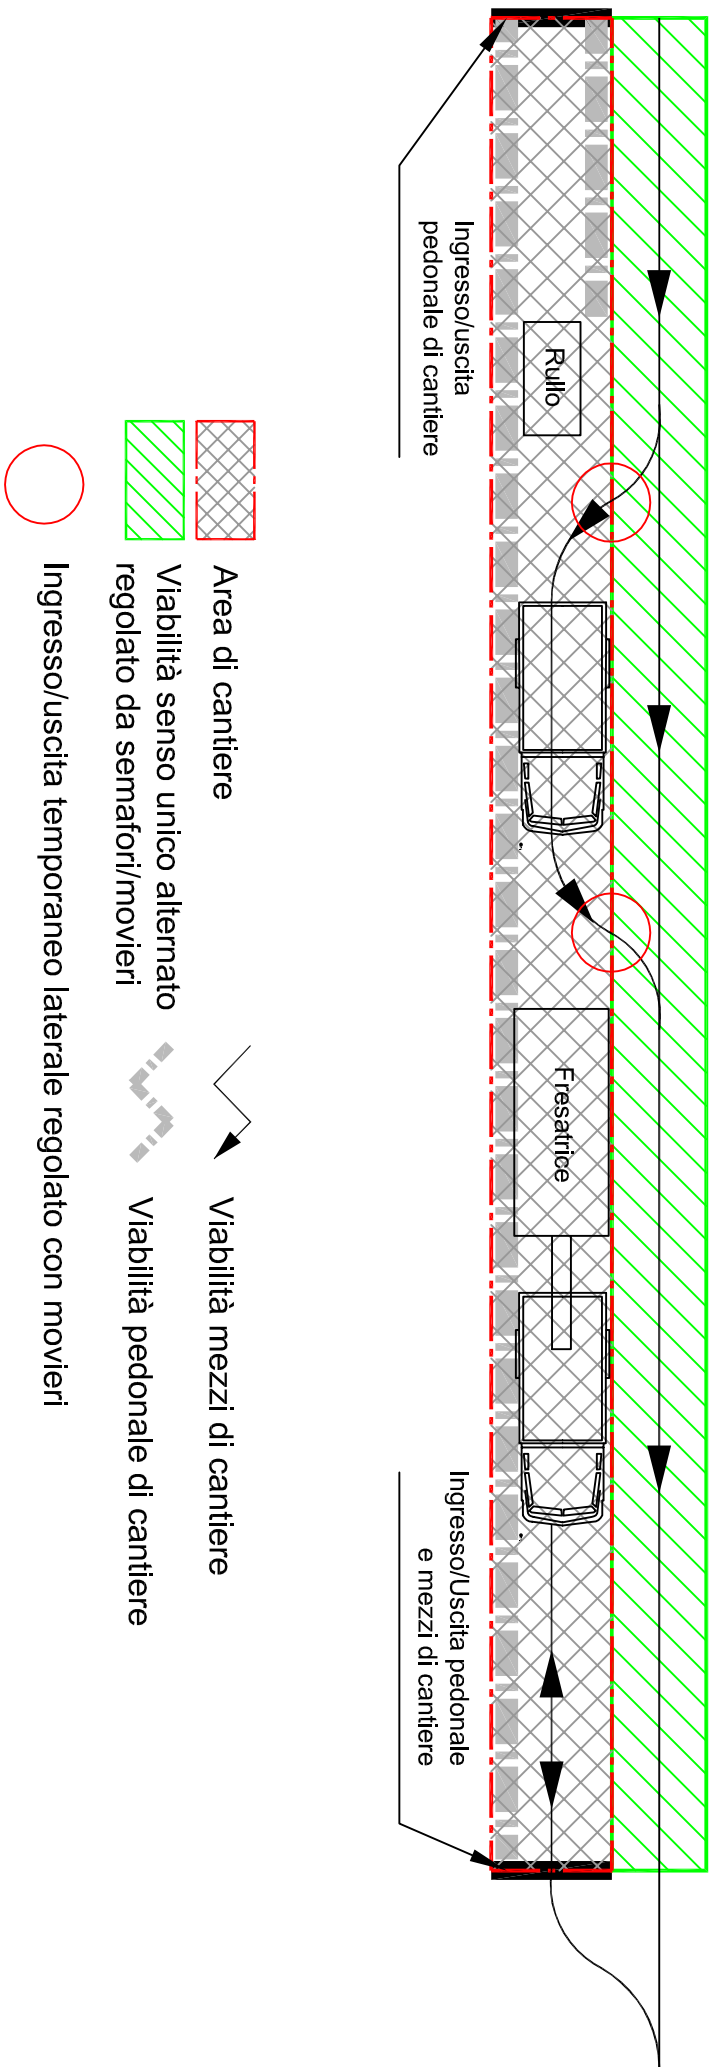 Ingresso/uscita
pedonale di cantiere
Rullo
Fresatrice
Ingresso/Uscita pedonale
e mezzi di cantiere
Area di cantiere
Viabilità senso unico alternato
regolato da semafori/movieri
Ingresso/uscita temporaneo laterale regolato con movieri
Viabilità mezzi di cantiere
Viabilità pedonale di cantiere